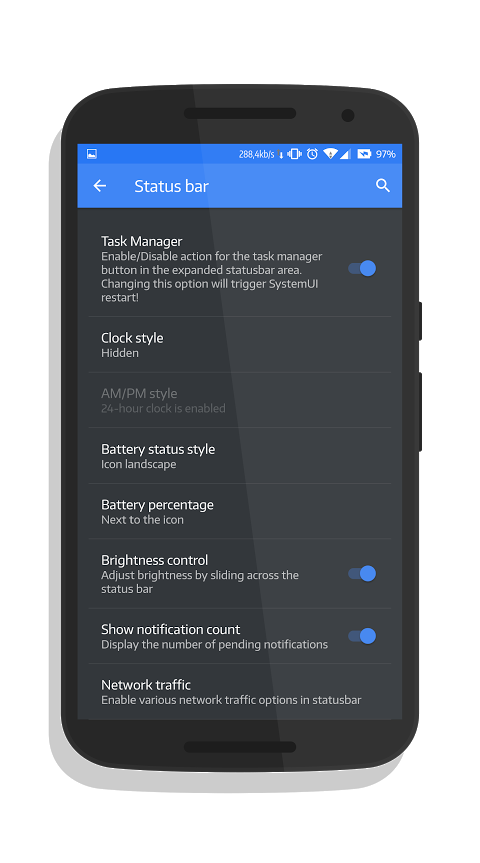 288,4kb/s 97%
Status bar
Task Manager
Enable/Disable action for the task manager
button in the expanded statusbar area.
Changing this option will trigger SystemUI
restart!
Clock style
Hidden
AM/PM style
24-hour clock is enabled
Battery status style
Icon landscape
Battery percentage
Next to the icon
Brightness control
Adjust brightness by sliding across the
status bar
Show notification count
Display the number of pending notifications
Network traffic
Enable various network traffic options in statusbar